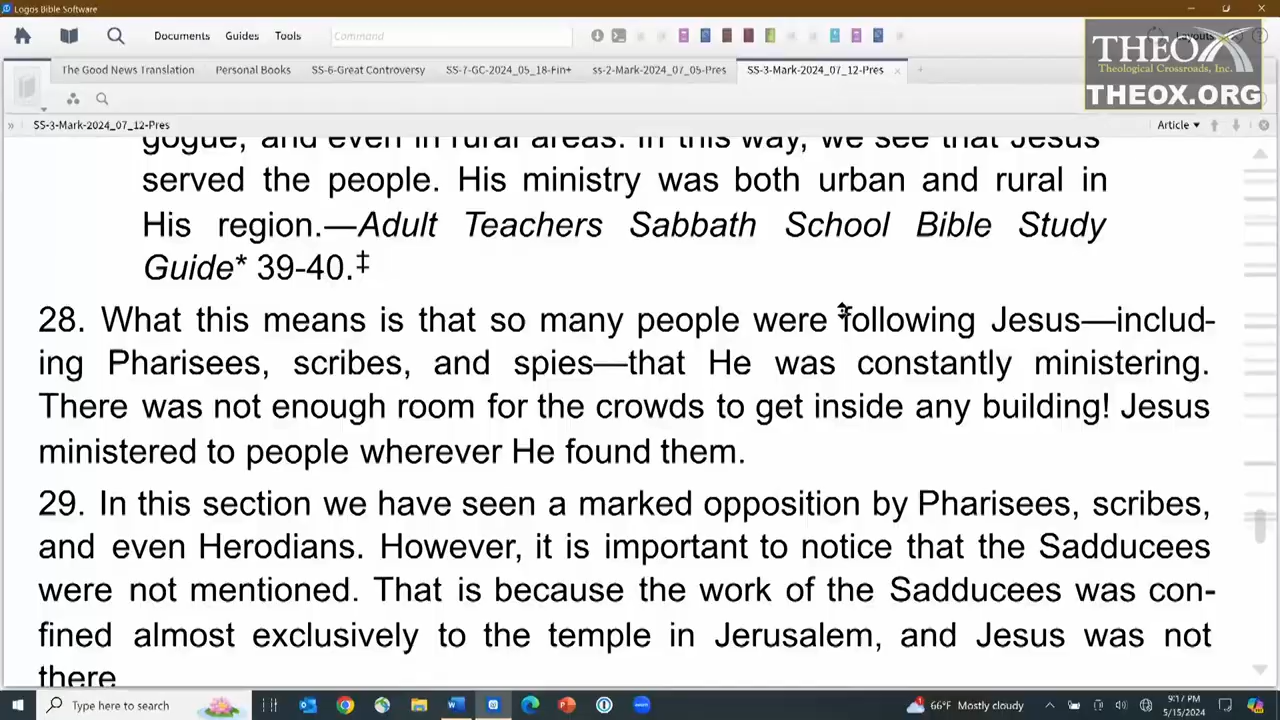 Logos Bible Software
Documents Guides Tools Command Layouts
THEOX
Theological Crossroads, Inc.
THEOX.ORG
The Good News Translation Personal Books SS-6-Great Controversy 05_18-Fin+ ss-2-Mark-2024_07_05-Pres SS-3-Mark-2024_07_12-Pres
SS-3-Mark-2024_07_12-Pres Article
gogue, and even in rural areas. In this way, we see that Jesus
served the people. His ministry was both urban and rural in
His region.—Adult Teachers Sabbath School Bible Study
Guide* 39-40.‡
28. What this means is that so many people were following Jesus—includ-
ing Pharisees, scribes, and spies—that He was constantly ministering.
There was not enough room for the crowds to get inside any building! Jesus
ministered to people wherever He found them.
29. In this section we have seen a marked opposition by Pharisees, scribes,
and even Herodians. However, it is important to notice that the Sadducees
were not mentioned. That is because the work of the Sadducees was con-
fined almost exclusively to the temple in Jerusalem, and Jesus was not
there
Type here to search 66°F Mostly cloudy 9:17 PM
5/15/2024